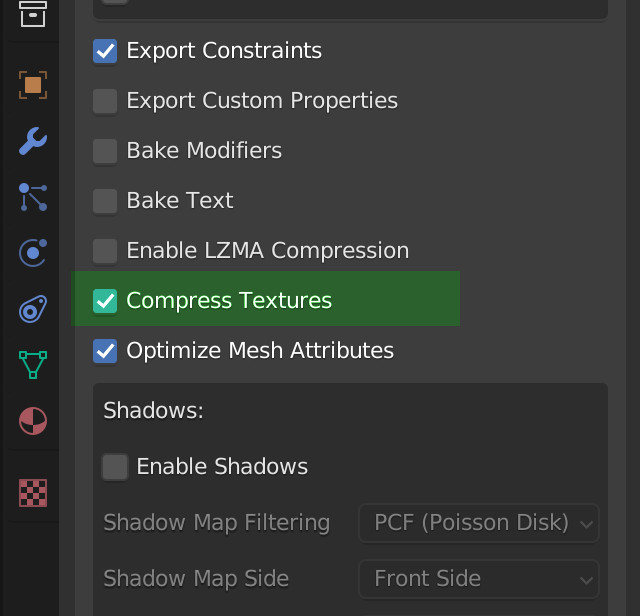 Export Constraints
Export Custom Properties
Bake Modifiers
Bake Text
Enable LZMA Compression
Compress Textures
Optimize Mesh Attributes
Shadows:
Enable Shadows
Shadow Map Filtering PCF (Poisson Disk)
Shadow Map Side Front Side